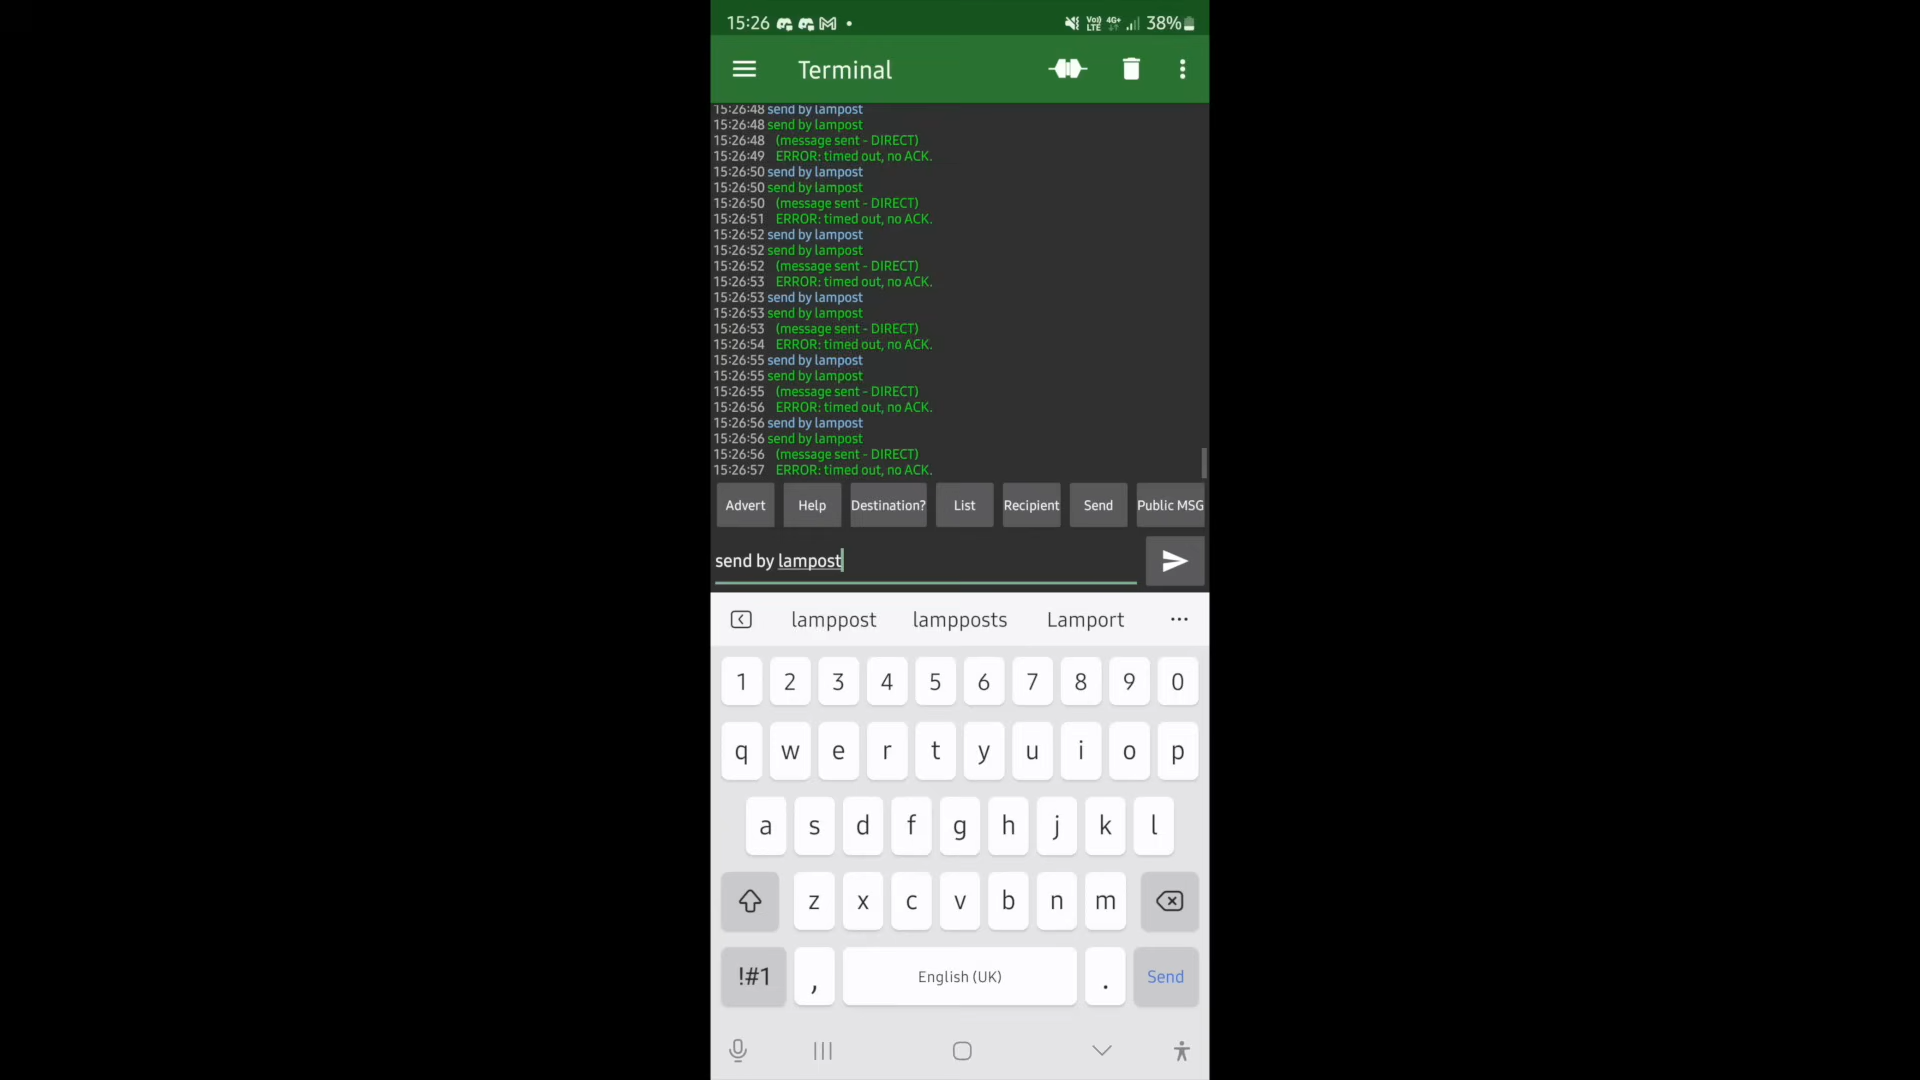 15:26 VoLTE 4G+ 38%
Terminal
15:26:48 send by lampost
15:26:48 send by lampost
15:26:48 (message sent - DIRECT)
15:26:49 ERROR: timed out, no ACK.
15:26:50 send by lampost
15:26:50 send by lampost
15:26:50 (message sent - DIRECT)
15:26:51 ERROR: timed out, no ACK.
15:26:52 send by lampost
15:26:52 send by lampost
15:26:52 (message sent - DIRECT)
15:26:53 ERROR: timed out, no ACK.
15:26:53 send by lampost
15:26:53 send by lampost
15:26:53 (message sent - DIRECT)
15:26:54 ERROR: timed out, no ACK.
15:26:55 send by lampost
15:26:55 send by lampost
15:26:55 (message sent - DIRECT)
15:26:56 ERROR: timed out, no ACK.
15:26:56 send by lampost
15:26:56 send by lampost
15:26:56 (message sent - DIRECT)
15:26:57 ERROR: timed out, no ACK.
Advert Help Destination? List Recipient Send Public MSG
send by lampost
lamppost lampposts Lamport
1 2 3 4 5 6 7 8 9 0
q w e r t y u i o p
a s d f g h j k l
z x c v b n m
!#1 , English (UK) . Send